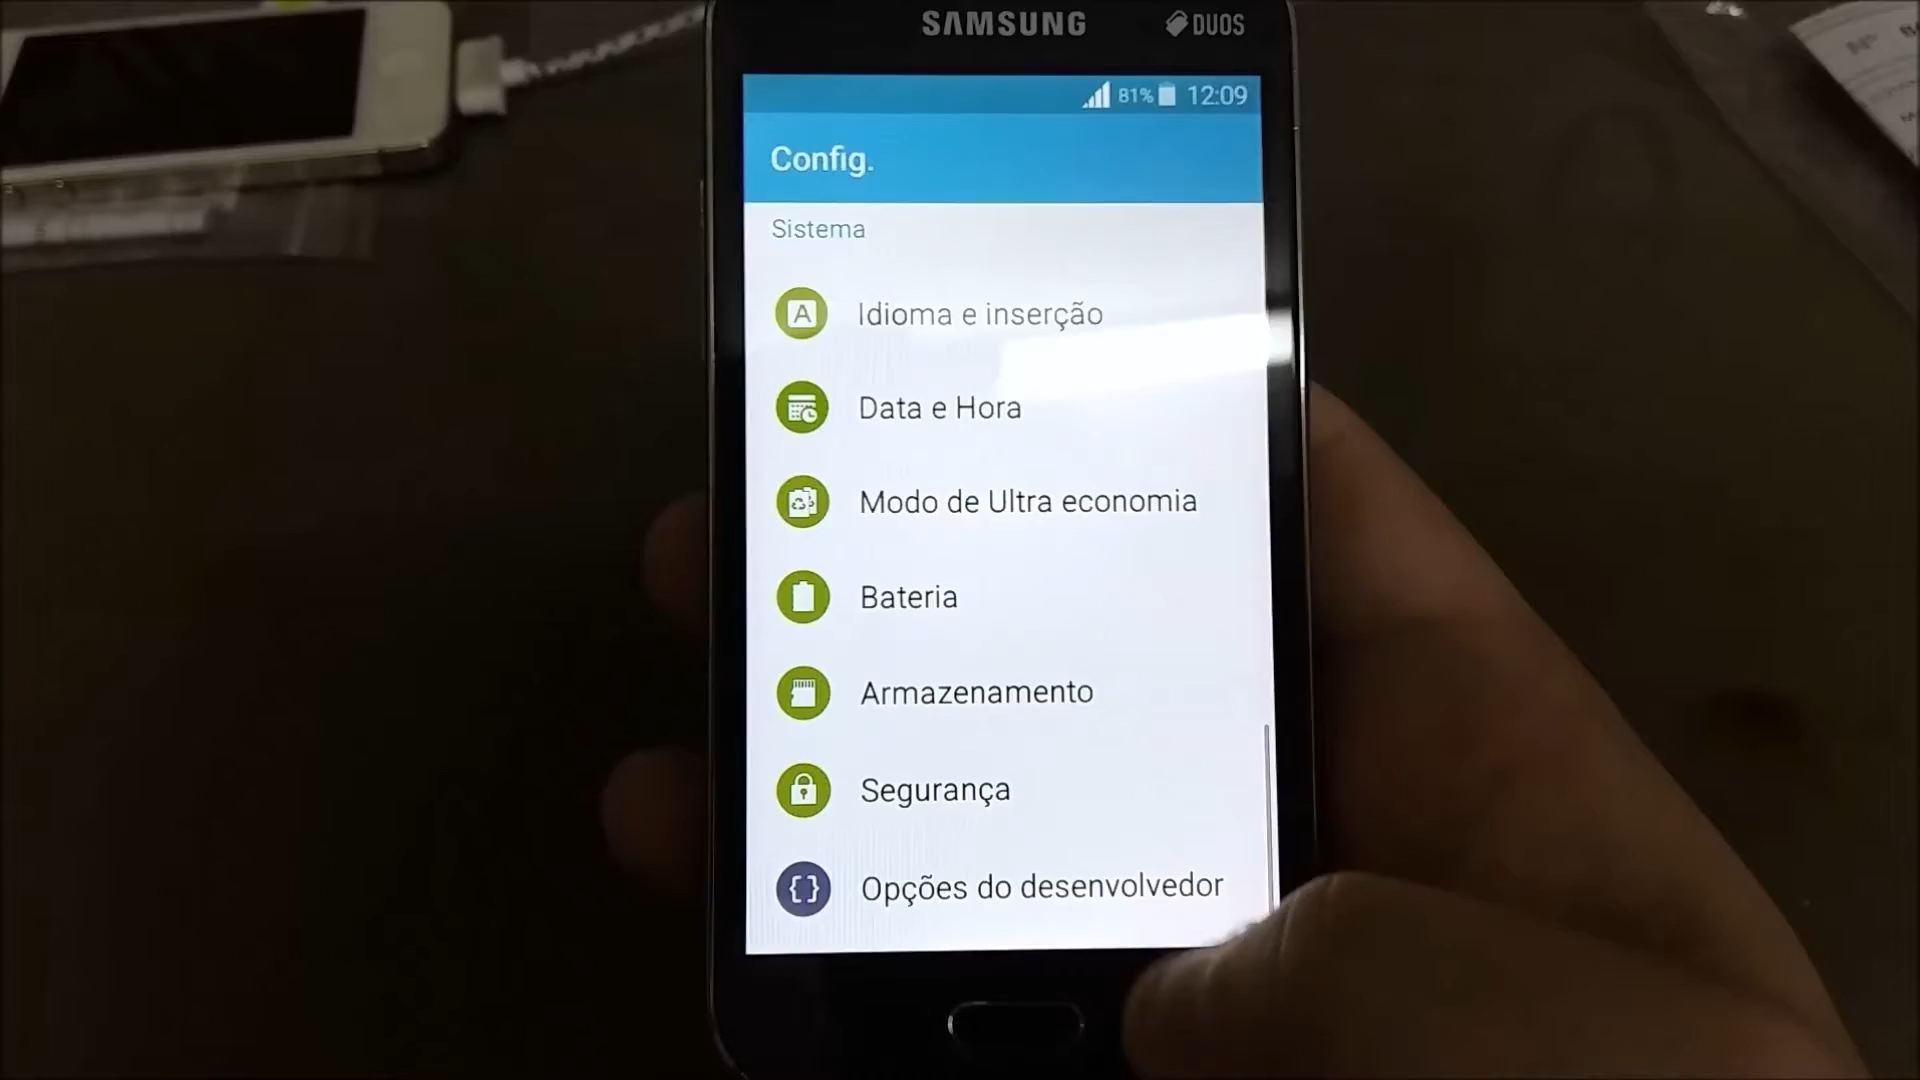 SAMSUNG DUOS
81% 12:09
Config.
Sistema
A Idioma e inserção
Data e Hora
Modo de Ultra economia
Bateria
Armazenamento
Segurança
{} Opções do desenvolvedor